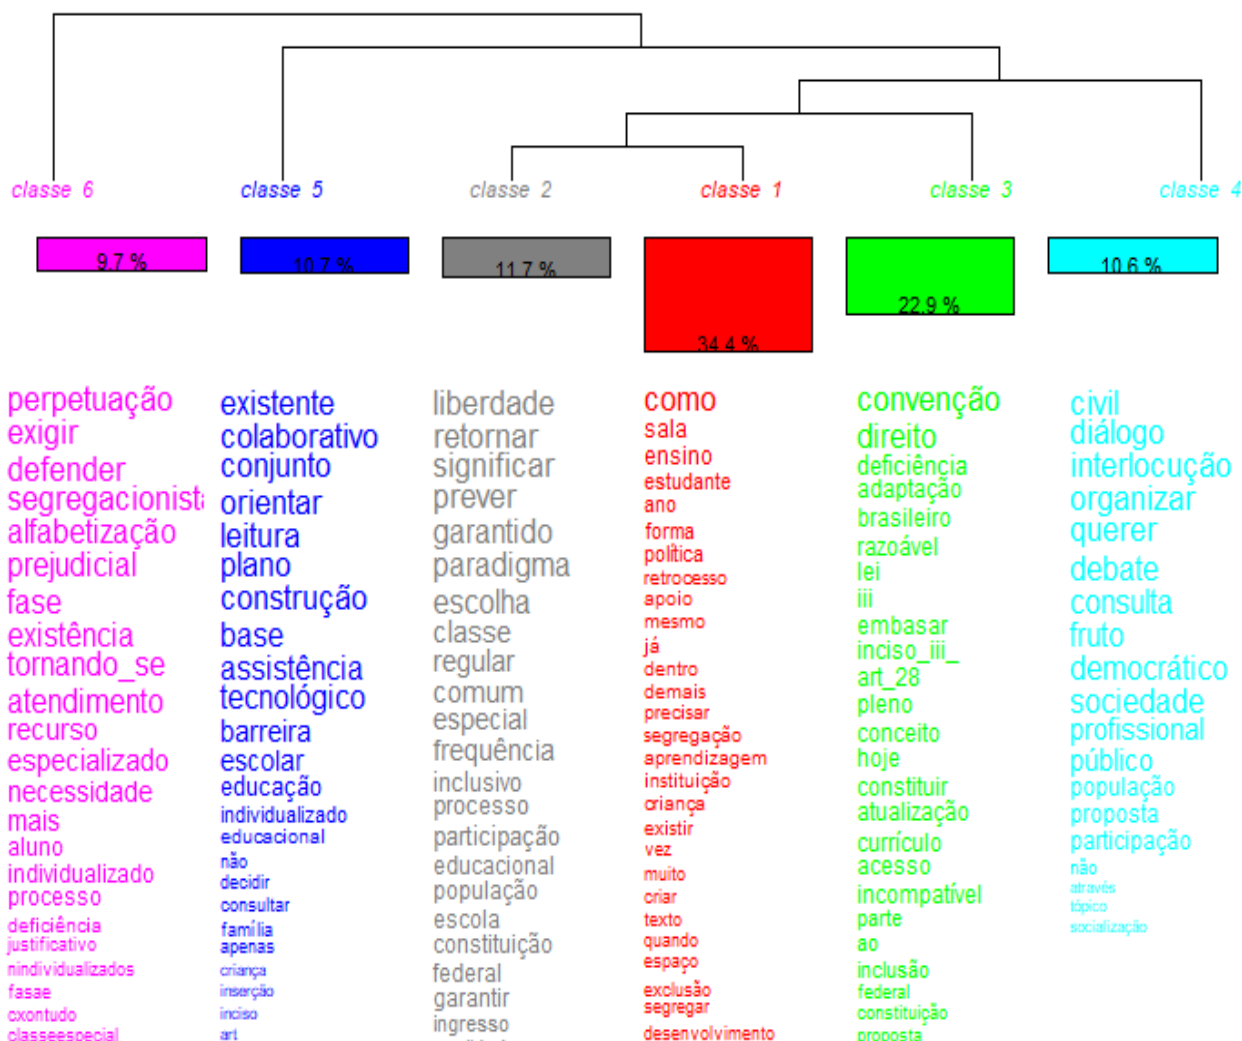 classe 6
classe 5
classe 2
classe 1
classe 3
classe 4
9.7 %
10.7 %
11.7 %
34.4 %
22.9 %
10.6 %
perpetuação
exigir
defender
segregacionist
alfabetização
prejudicial
fase
existência
tornando_se
atendimento
recurso
especializado
necessidade
mais
aluno
individualizado
processo
deficiência
justificativo
nindividualizados
fasae
cxontudo
classeespecial
existente
colaborativo
conjunto
orientar
leitura
plano
construção
base
assistência
tecnológico
barreira
escolar
educação
individualizado
educacional
não
decidir
consultar
família
apenas
criança
inserção
inciso
art
liberdade
retornar
significar
prever
garantido
paradigma
escolha
classe
regular
comum
especial
frequência
inclusivo
processo
participação
educacional
população
escola
constituição
federal
garantir
ingresso
como
sala
ensino
estudante
ano
forma
política
retrocesso
apoio
mesmo
já
dentro
demais
precisar
segregação
aprendizagem
instituição
criança
existir
vez
muito
criar
texto
quando
espaço
exclusão
segregar
desenvolvimento
convenção
direito
deficiência
adaptação
brasileiro
razoável
lei
iii
embasar
inciso_iii_
art_28
pleno
conceito
hoje
constituir
atualização
currículo
acesso
incompatível
parte
ao
inclusão
federal
constituição
proposta
civil
diálogo
interlocução
organizar
querer
debate
consulta
fruto
democrático
sociedade
profissional
público
população
proposta
participação
não
através
tópico
socialização